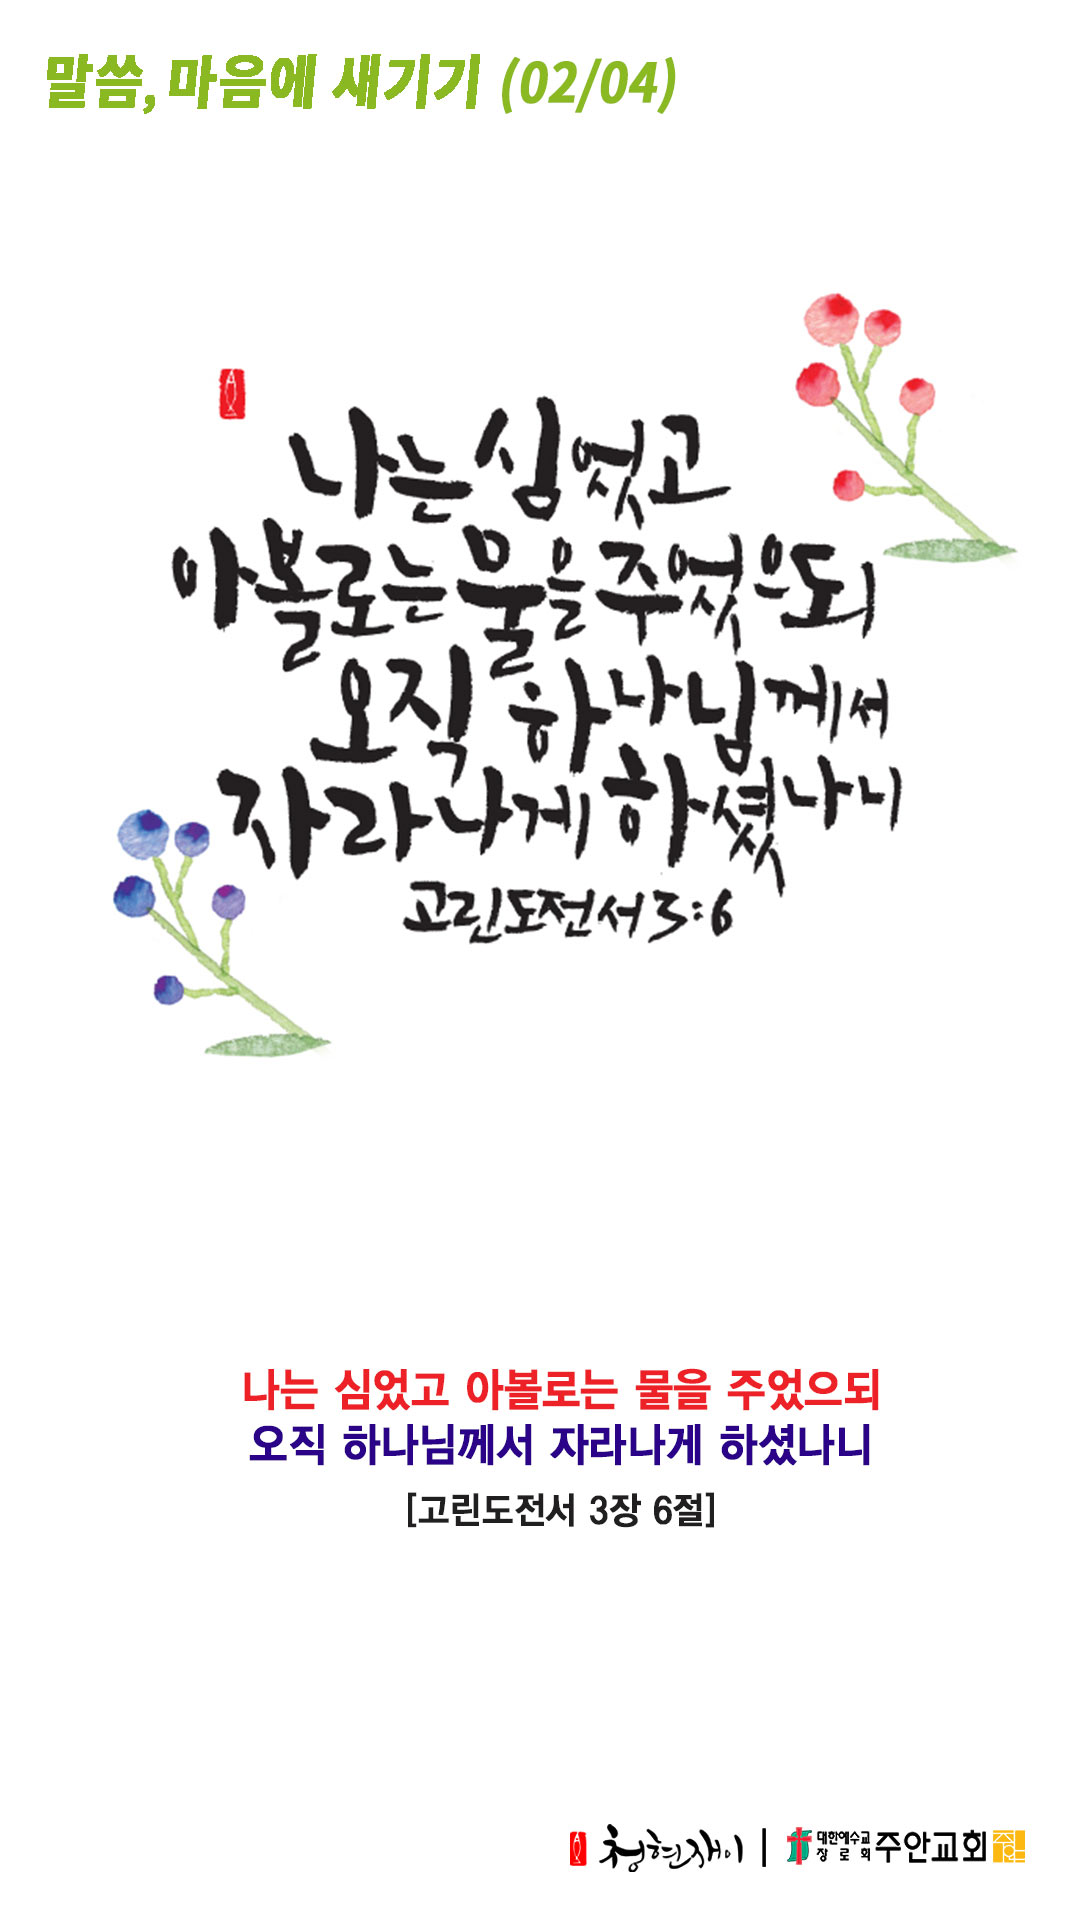 말씀, 마음에 새기기 (02/04)
나는 심었고
아볼로는 물을 주었으되
오직 하나님께서
자라나게 하셨나니
고린도전서 3:6
나는 심었고 아볼로는 물을 주었으되
오직 하나님께서 자라나게 하셨나니
[고린도전서 3장 6절]
청현재이 | 대한예수교 장로회 주안교회